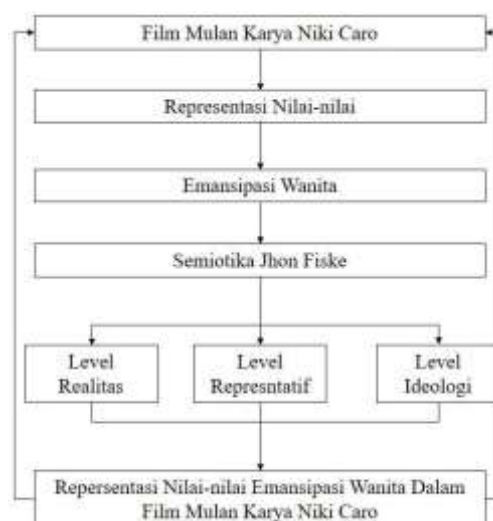 Film Mulan Karya Niki Caro
Representasi Nilai-nilai
Emansipasi Wanita
Semiotika Jhon Fiske
Level
Realitas
Level
Represntatif
Level
Ideologi
Repersentasi Nilai-nilai Emansipasi Wanita Dalam
Film Mulan Karya Niki Caro